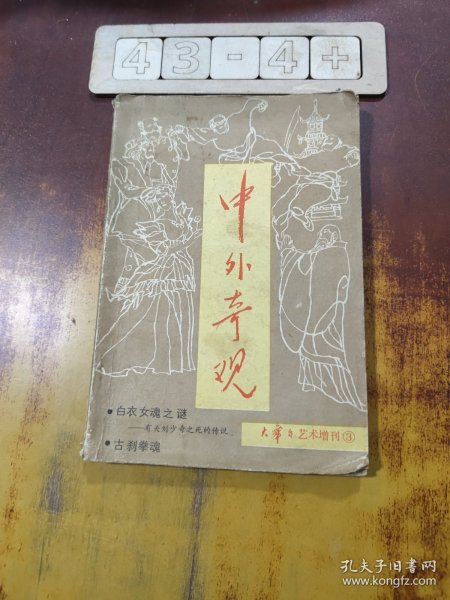 43-4+
中外奇观
●白衣女魂之谜
——有关刘少奇之死的传说
●古刹拳魂
大众与艺术增刊③
孔夫子旧书网
www.kongfz.com